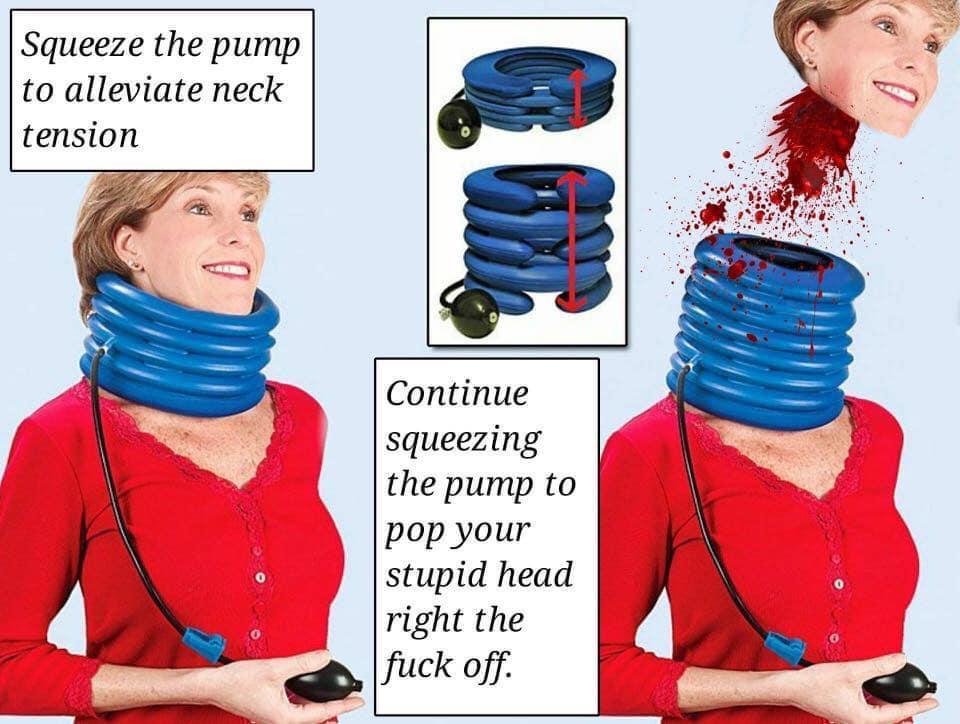 Squeeze the pump
to alleviate neck
tension
Continue
squeezing
the pump to
pop your
stupid head
right the
fuck off.